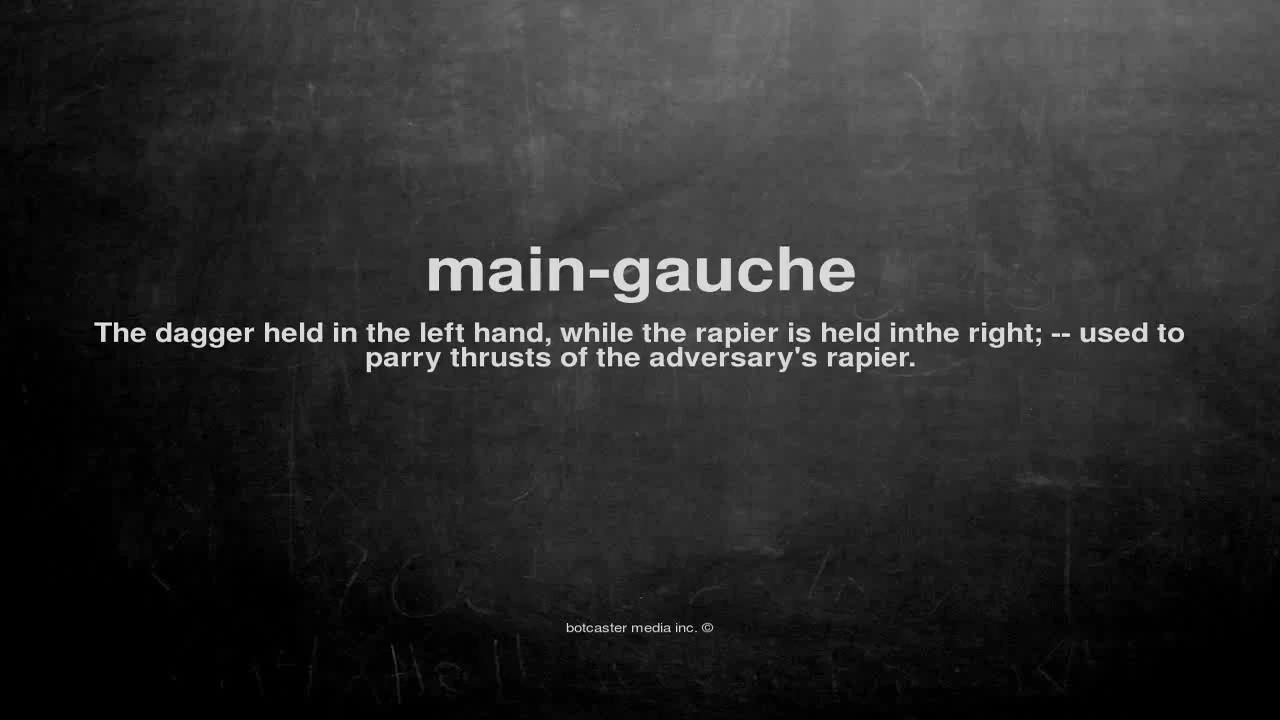 main-gauche
The dagger held in the left hand, while the rapier is held inthe right; -- used to
parry thrusts of the adversary's rapier.
botcaster media inc. ©